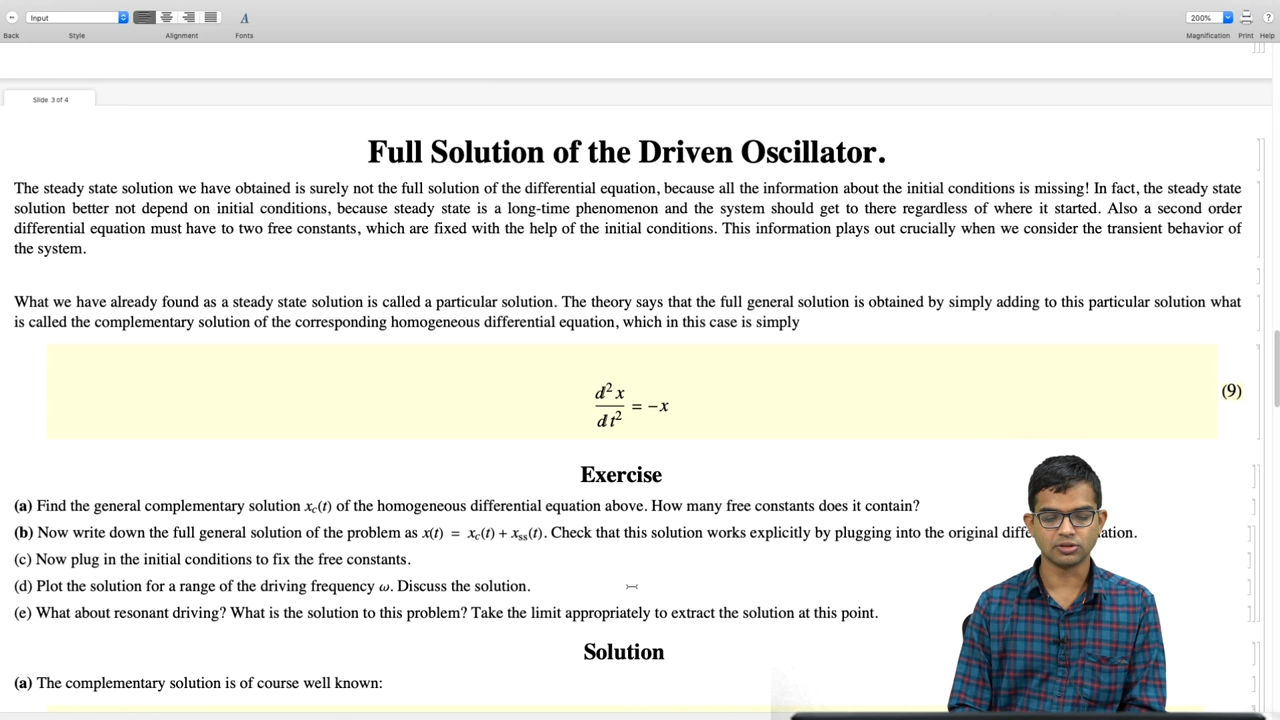 Input
200%
Back
Style
Alignment
Fonts
Magnification
Print
Help
Slide 3 of 4
Full Solution of the Driven Oscillator.
The steady state solution we have obtained is surely not the full solution of the differential equation, because all the information about the initial conditions is missing! In fact, the steady state
solution better not depend on initial conditions, because steady state is a long-time phenomenon and the system should get to there regardless of where it started. Also a second order
differential equation must have to two free constants, which are fixed with the help of the initial conditions. This information plays out crucially when we consider the transient behavior of
the system.
What we have already found as a steady state solution is called a particular solution. The theory says that the full general solution is obtained by simply adding to this particular solution what
is called the complementary solution of the corresponding homogeneous differential equation, which in this case is simply
d²x/dt² = −x (9)
Exercise
(a) Find the general complementary solution x_c(t) of the homogeneous differential equation above. How many free constants does it contain?
(b) Now write down the full general solution of the problem as x(t) = x_c(t) + x_ss(t). Check that this solution works explicitly by plugging into the original diffe ation.
(c) Now plug in the initial conditions to fix the free constants.
(d) Plot the solution for a range of the driving frequency ω. Discuss the solution.
(e) What about resonant driving? What is the solution to this problem? Take the limit appropriately to extract the solution at this point.
Solution
(a) The complementary solution is of course well known: